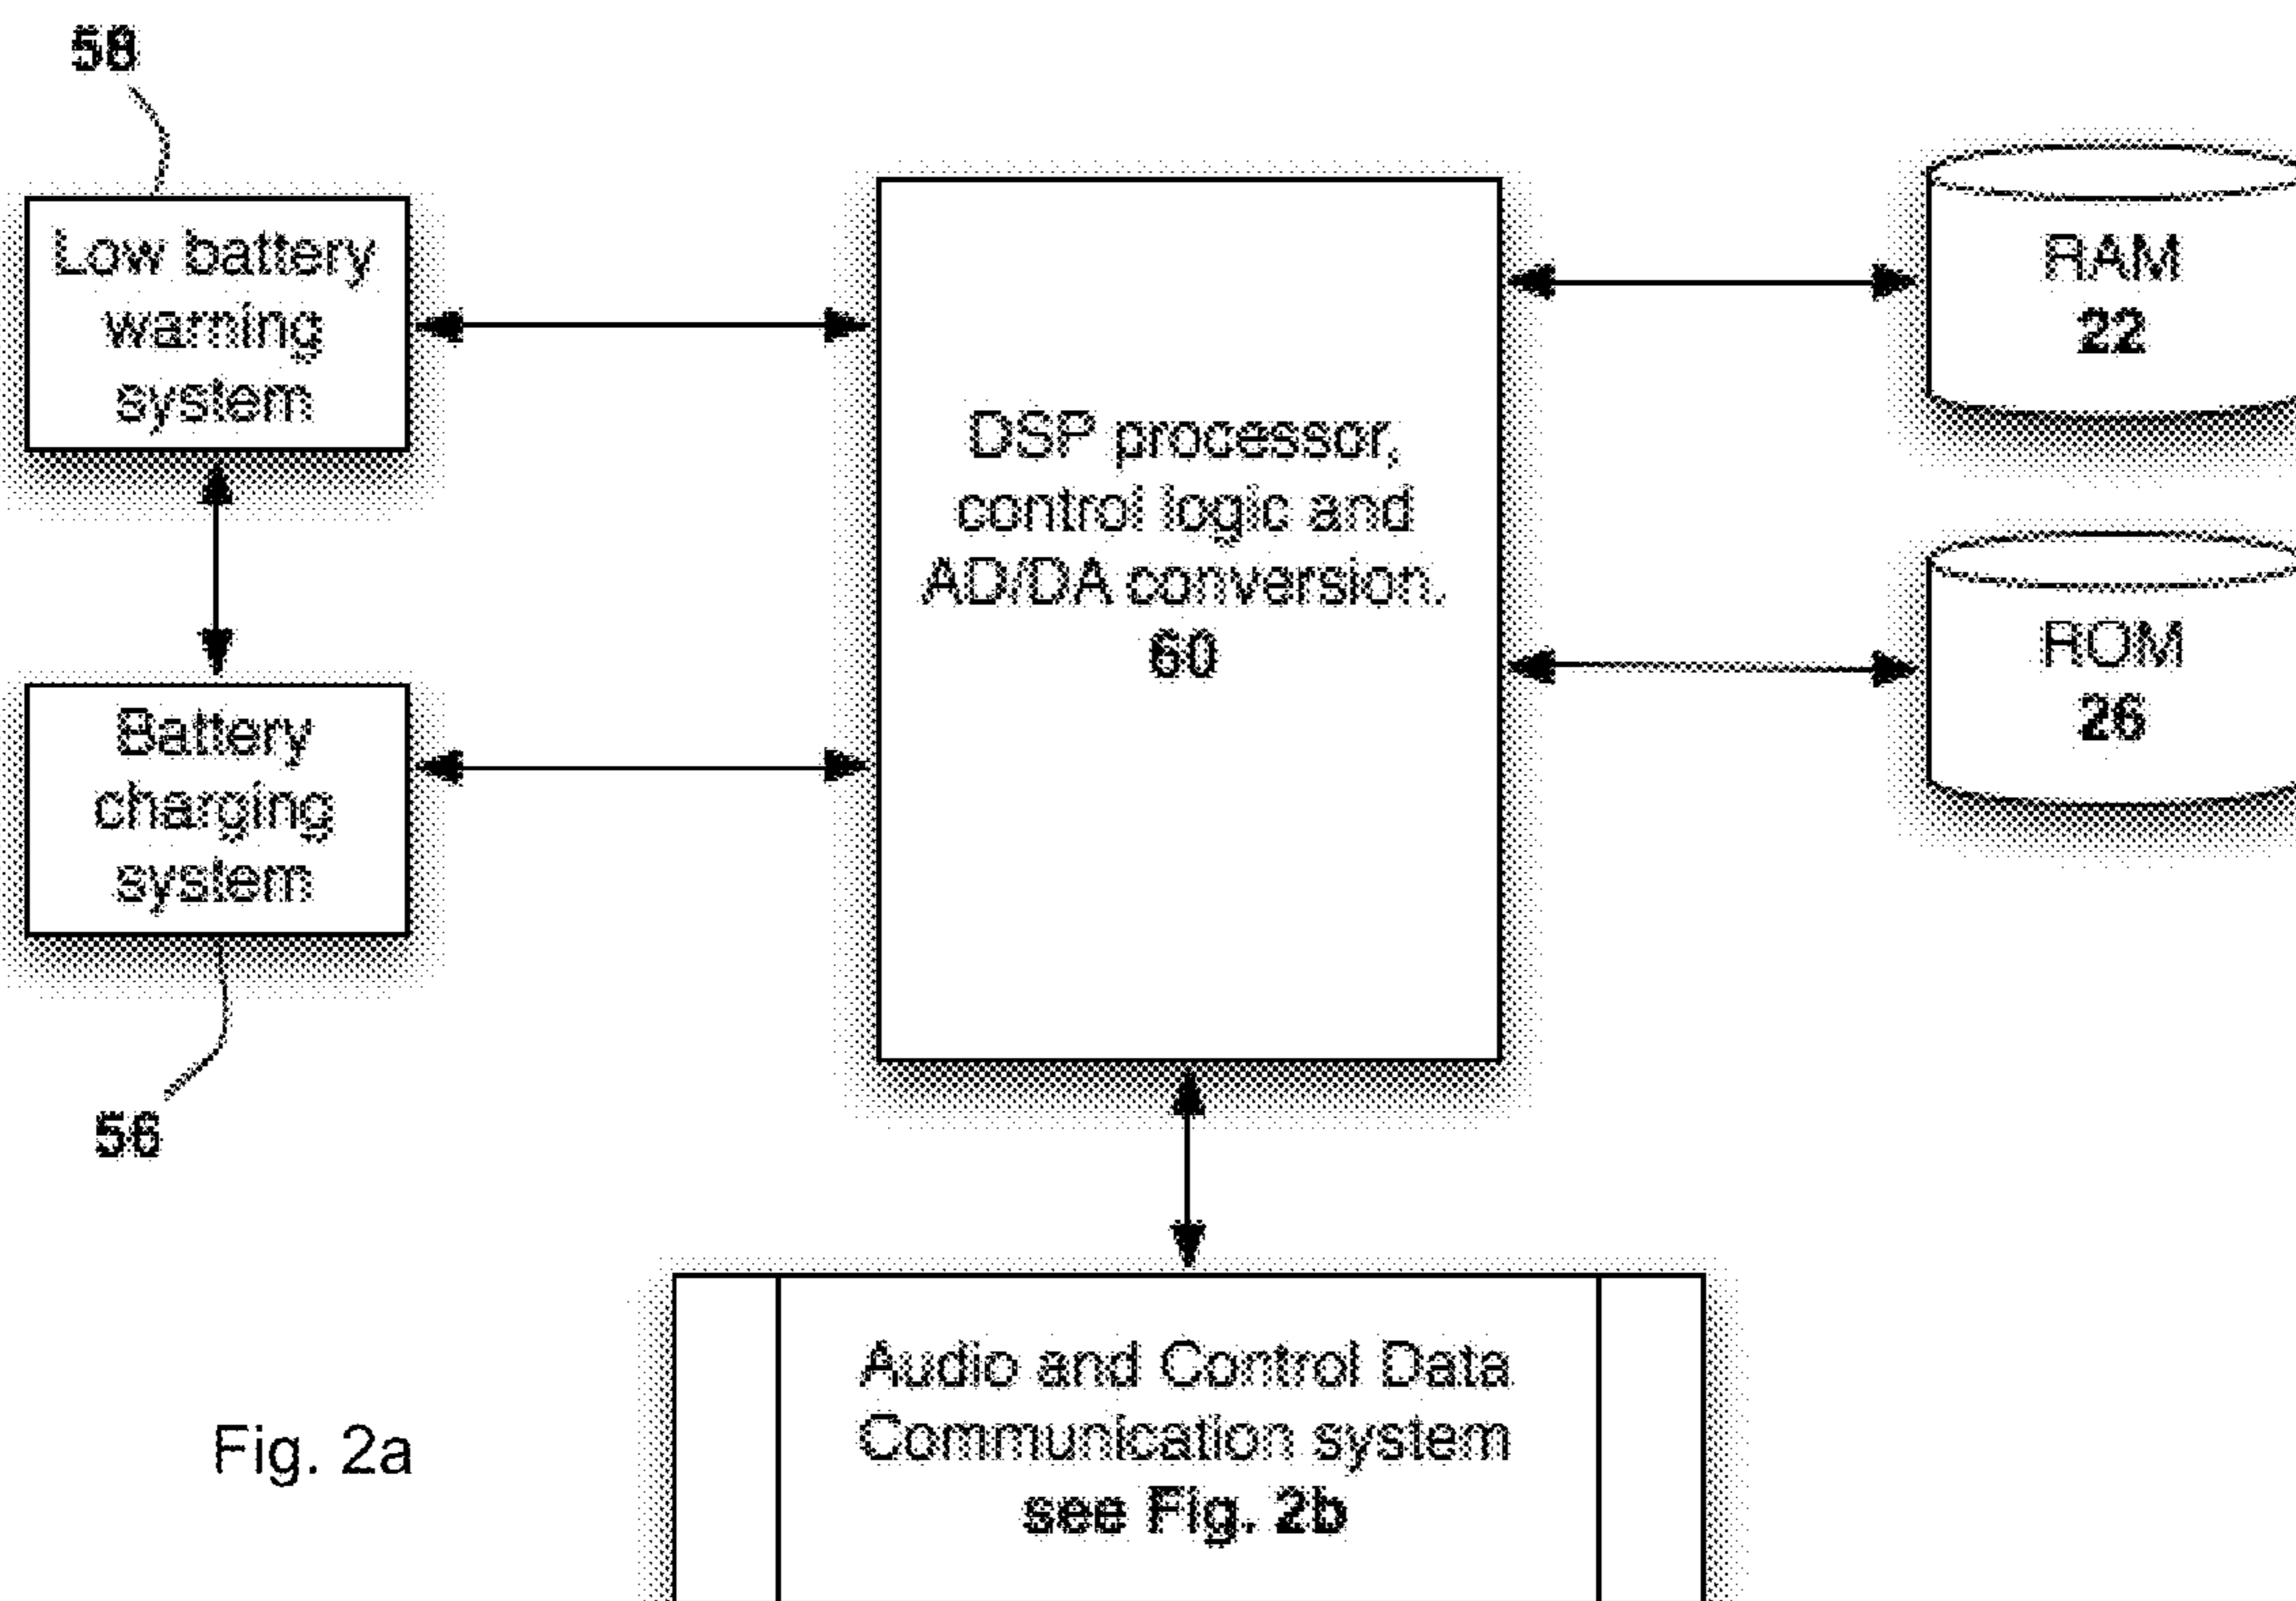 58
Low battery
warning
system
DSP processor,
control logic and
AD/DA conversion.
60
RAM
22
ROM
26
Battery
charging
system
56
Audio and Control Data
Communication system
see Fig. 2b
Fig. 2a